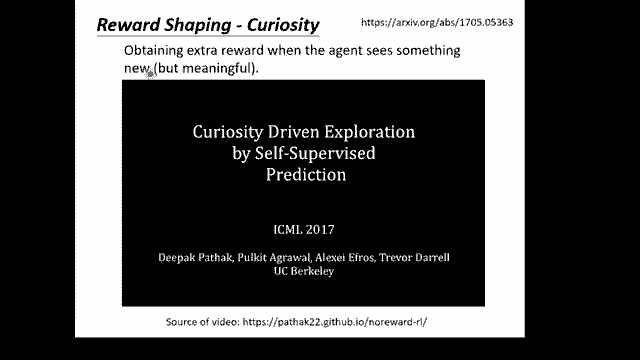 Reward Shaping - Curiosity
https://arxiv.org/abs/1705.05363
Obtaining extra reward when the agent sees something
new (but meaningful).
Curiosity Driven Exploration
by Self-Supervised
Prediction
ICML 2017
Deepak Pathak, Pulkit Agrawal, Alexei Efros, Trevor Darrell
UC Berkeley
Source of video: https://pathak22.github.io/noreward-rl/